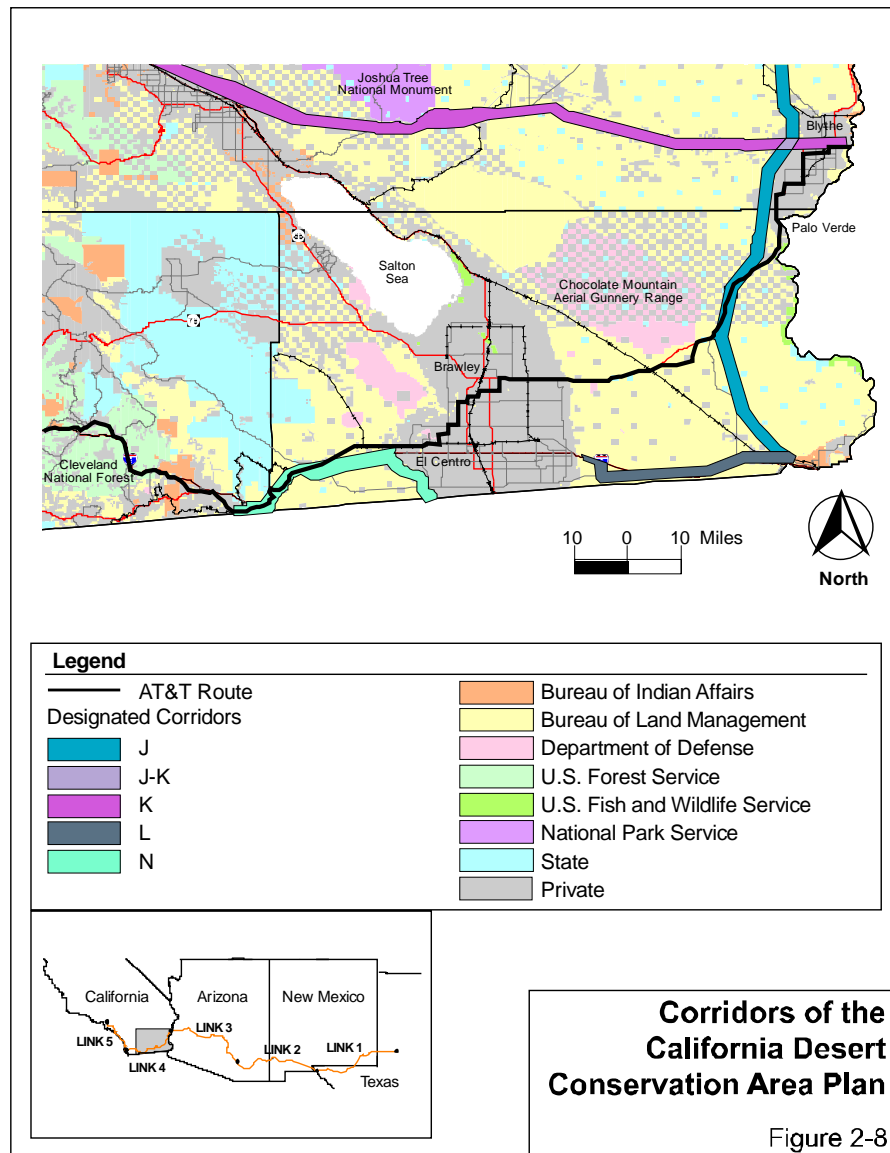 Joshua Tree
National Monument
Blythe
Palo Verde
Salton
Sea
Chocolate Mountain
Aerial Gunnery Range
Brawley
El Centro
Cleveland
National Forest
10 0 10 Miles
North
Legend
AT&T Route
Designated Corridors
J
J-K
K
L
N
Bureau of Indian Affairs
Bureau of Land Management
Department of Defense
U.S. Forest Service
U.S. Fish and Wildlife Service
National Park Service
State
Private
California
Arizona
New Mexico
LINK 5
LINK 4
LINK 3
LINK 2
LINK 1
Texas
Corridors of the
California Desert
Conservation Area Plan
Figure 2-8